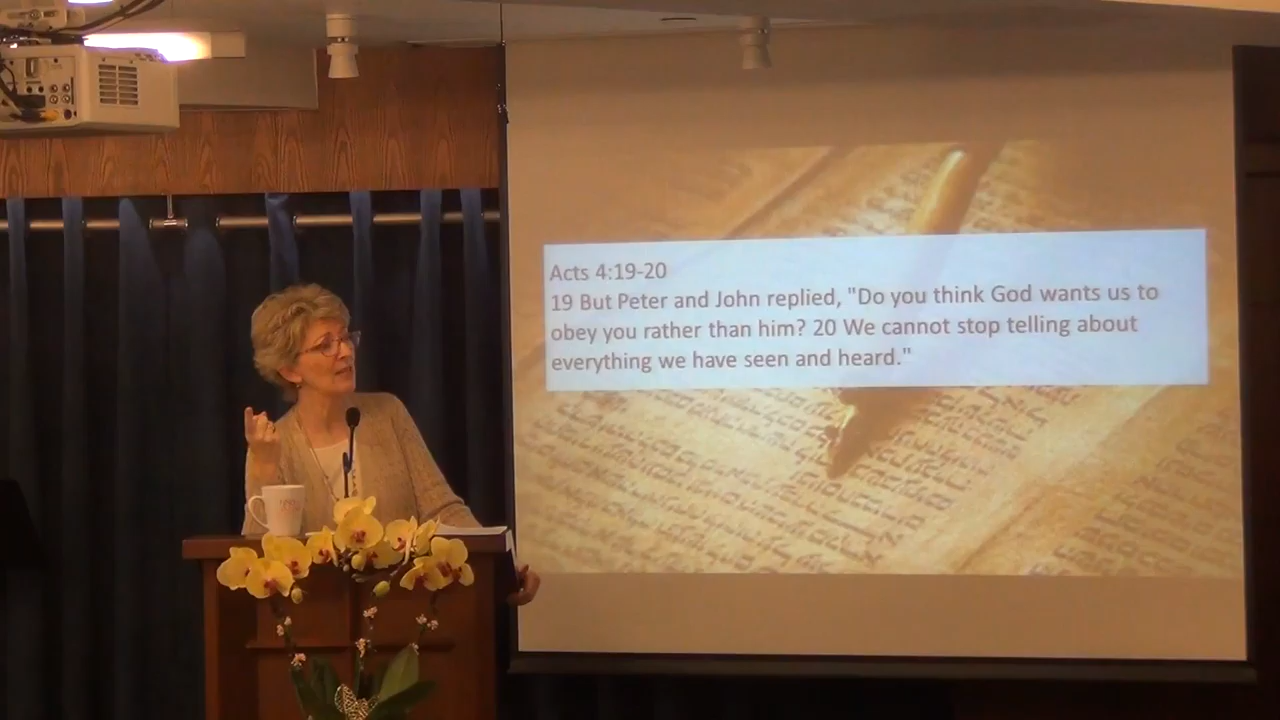 Acts 4:19-20
19 But Peter and John replied, "Do you think God wants us to
obey you rather than him? 20 We cannot stop telling about
everything we have seen and heard."